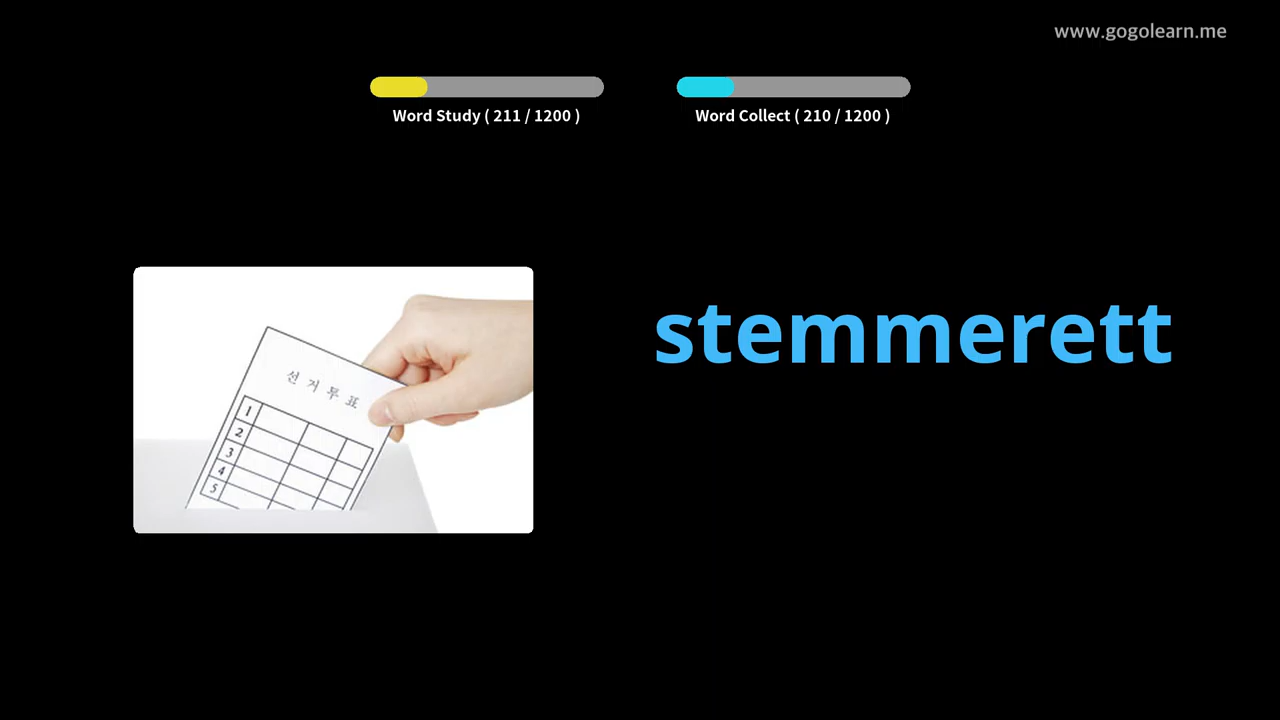 www.gogolearn.me
Word Study ( 211 / 1200 )
Word Collect ( 210 / 1200 )
stemmerett
선거투표
1
2
3
4
5